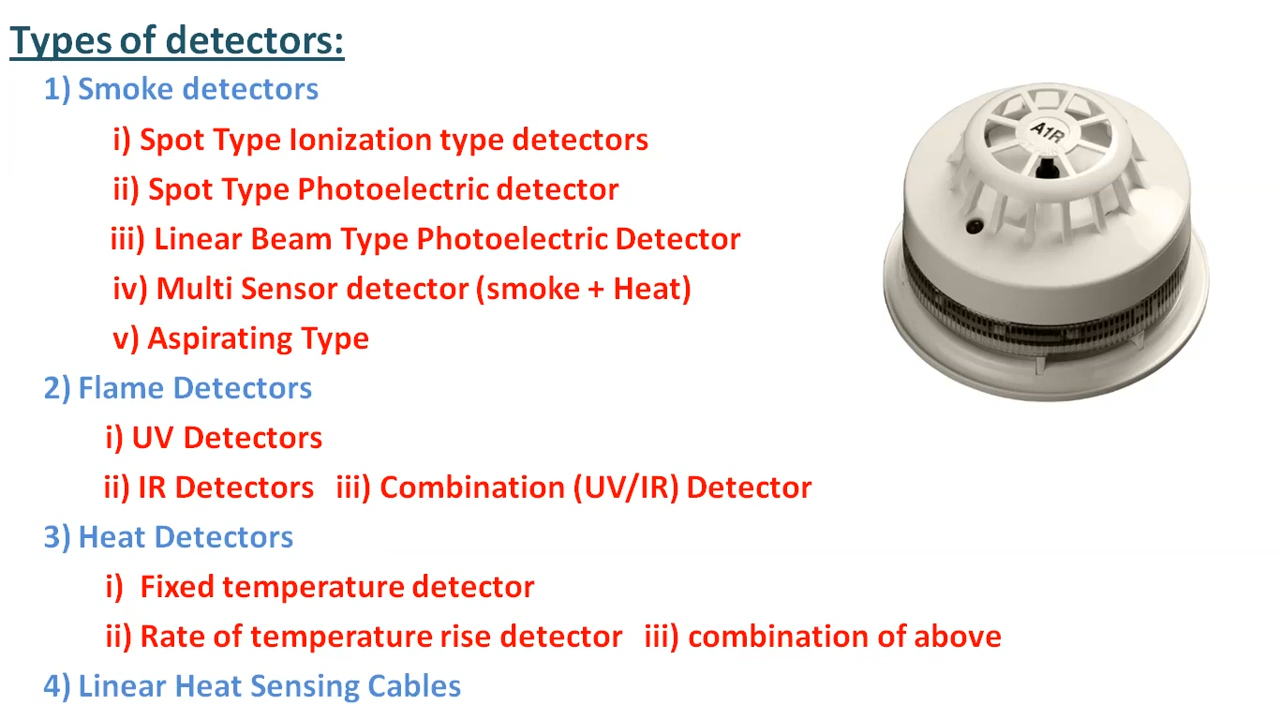 Types of detectors:
1) Smoke detectors
i) Spot Type Ionization type detectors
ii) Spot Type Photoelectric detector
iii) Linear Beam Type Photoelectric Detector
iv) Multi Sensor detector (smoke + Heat)
v) Aspirating Type
2) Flame Detectors
i) UV Detectors
ii) IR Detectors iii) Combination (UV/IR) Detector
3) Heat Detectors
i) Fixed temperature detector
ii) Rate of temperature rise detector iii) combination of above
4) Linear Heat Sensing Cables
A1R